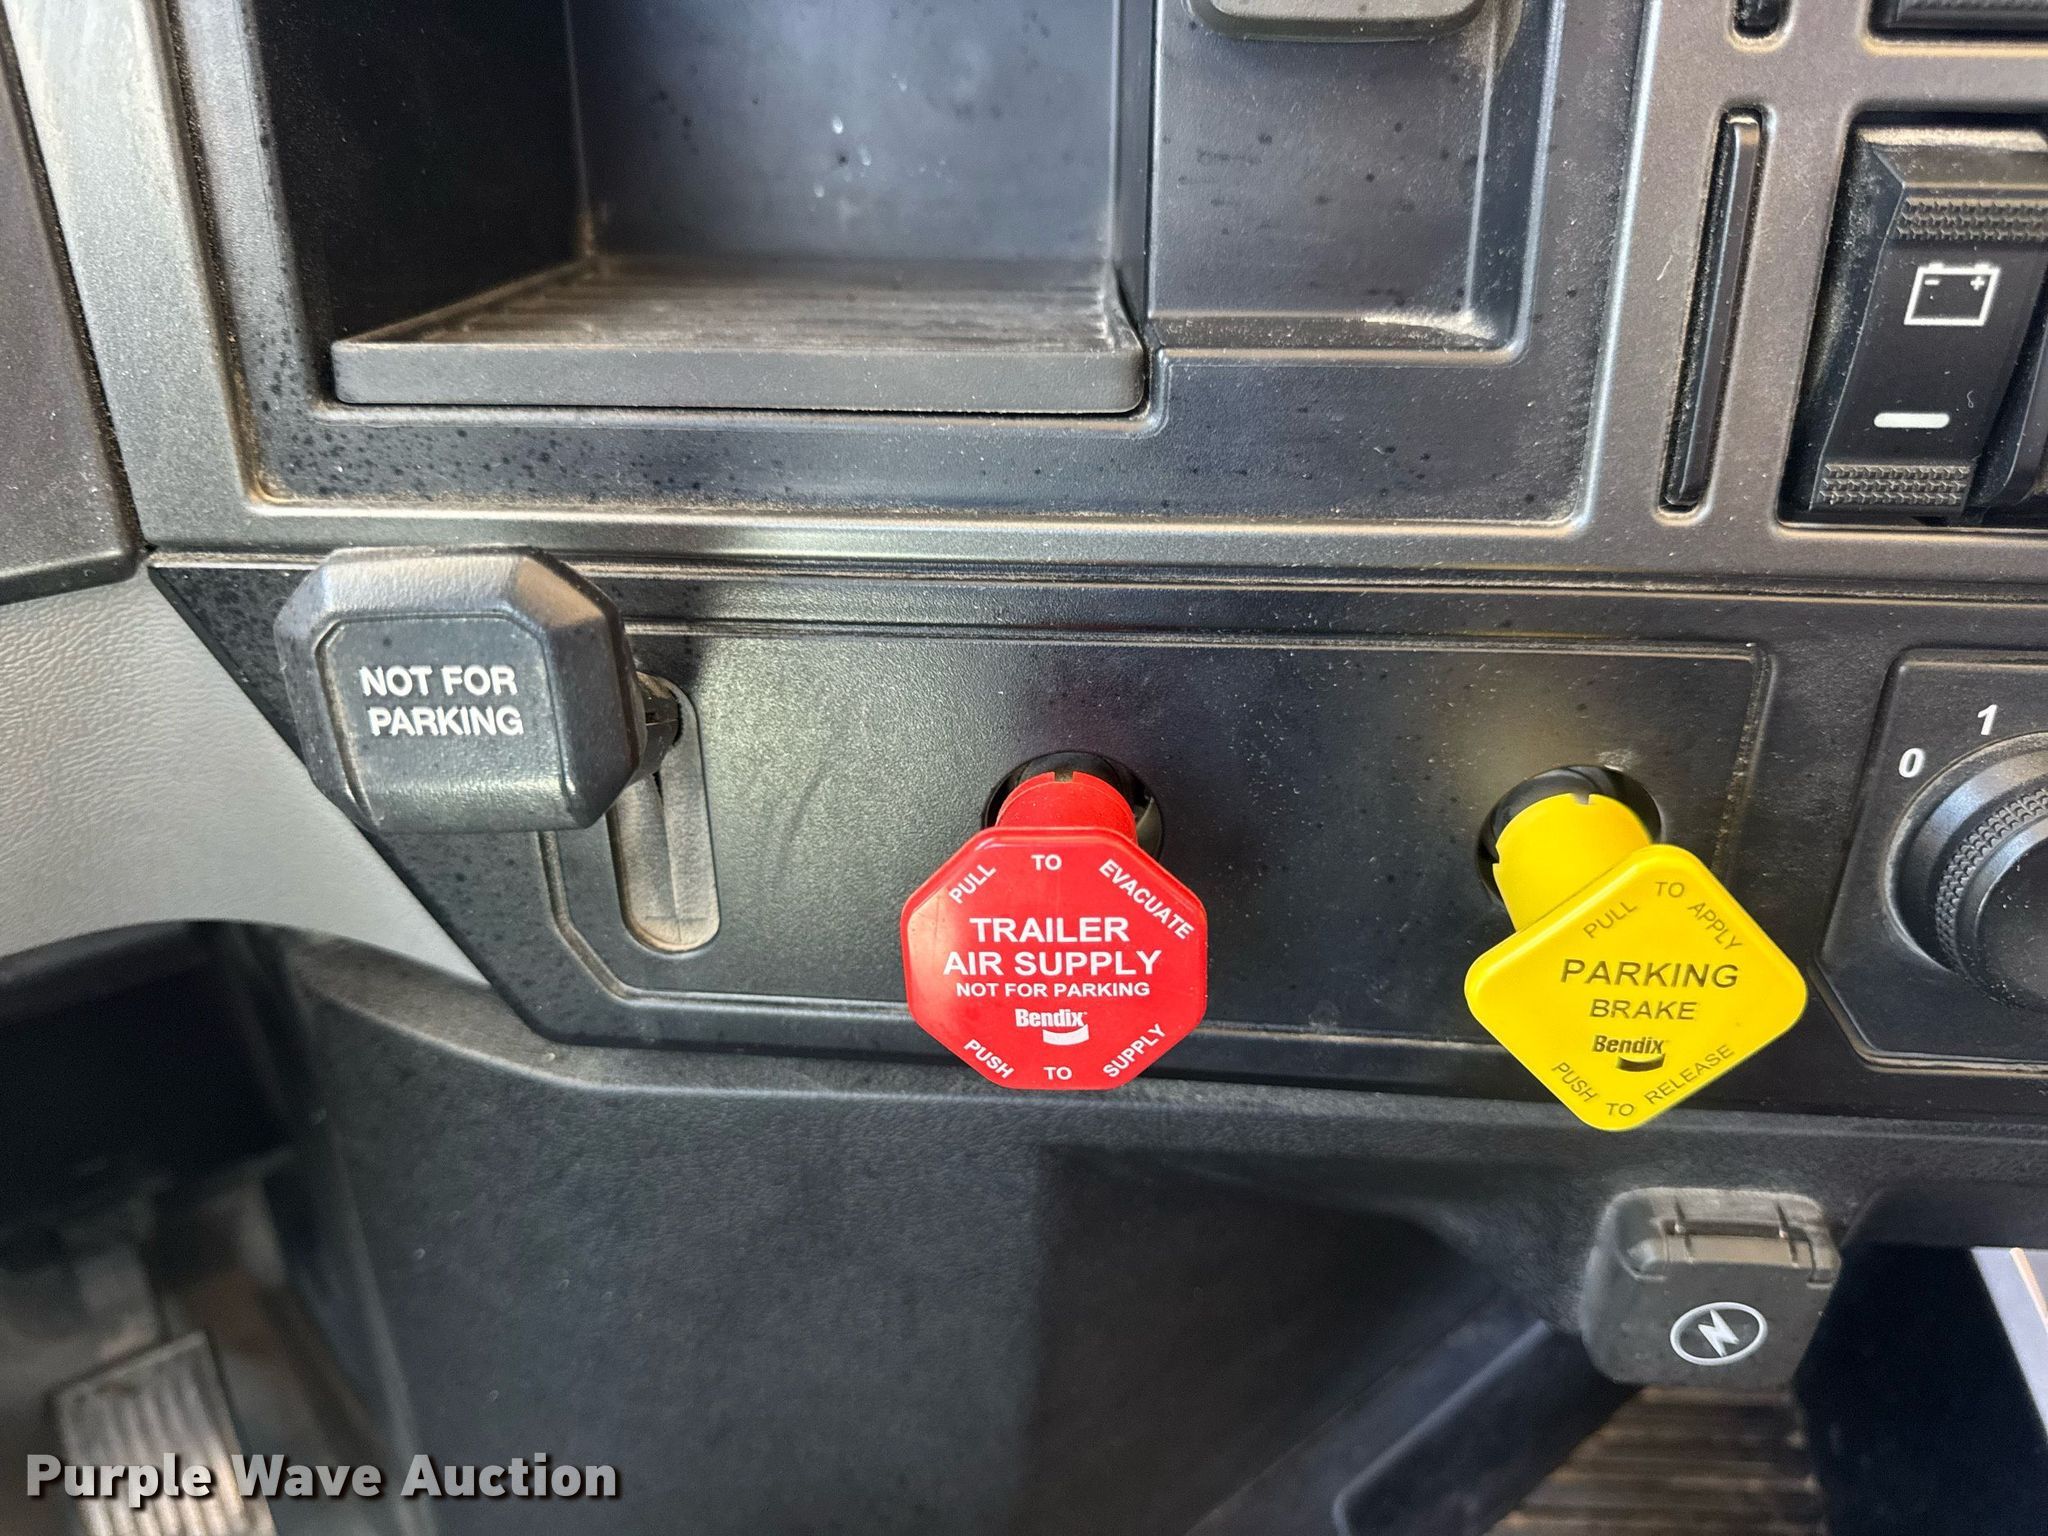 NOT FOR
PARKING
PULL TO EVACUATE
TRAILER
AIR SUPPLY
NOT FOR PARKING
Bendix
PUSH TO SUPPLY
PULL TO APPLY
PARKING
BRAKE
Bendix
PUSH TO RELEASE
0 1
- +
Purple Wave Auction